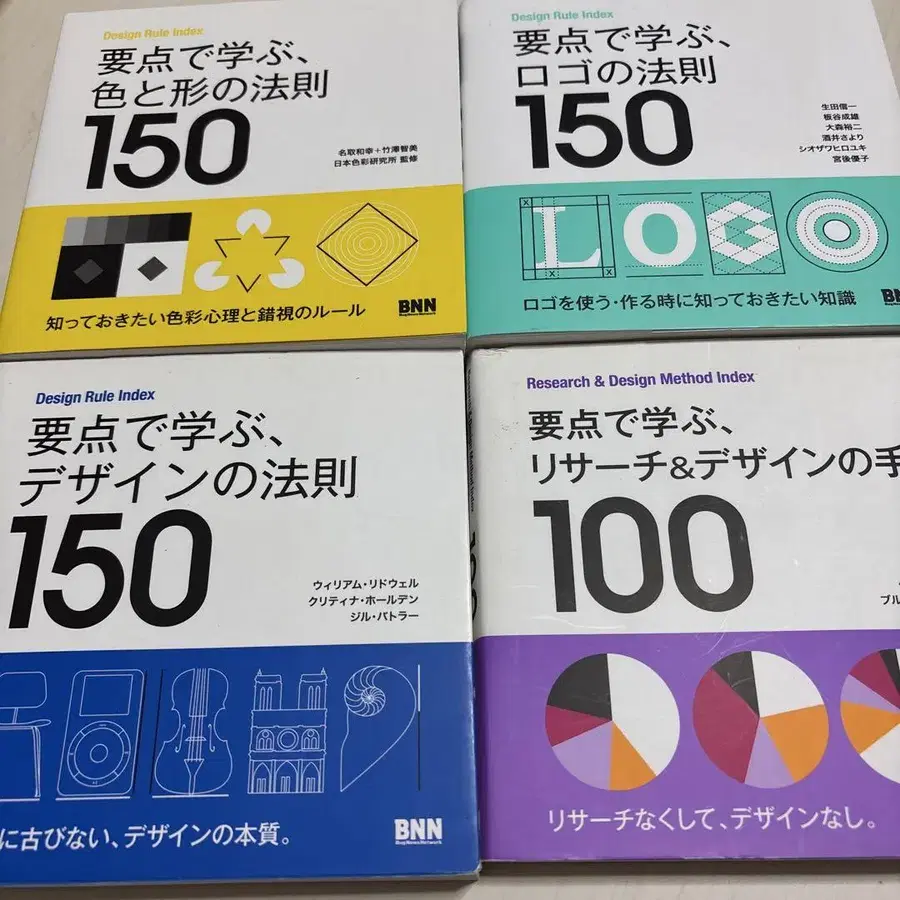 Design Rule Index
要点で学ぶ、
色と形の法則
150
名取和幸+竹澤智美
日本色彩研究所 監修
知っておきたい色彩心理と錯視のルール
BNN
Design Rule Index
要点で学ぶ、
ロゴの法則
150
生田信一
板谷成雄
大森裕二
酒井さより
シオザワヒロユキ
宮後優子
LOGO
ロゴを使う・作る時に知っておきたい知識
Design Rule Index
要点で学ぶ、
デザインの法則
150
ウィリアム・リドウェル
クリティナ・ホールデン
ジル・バトラー
に古びない、デザインの本質。
BNN
BugNewsNetwork
Research & Design Method Index
要点で学ぶ、
リサーチ&デザインの手
100
ブル
リサーチなくして、デザインなし。